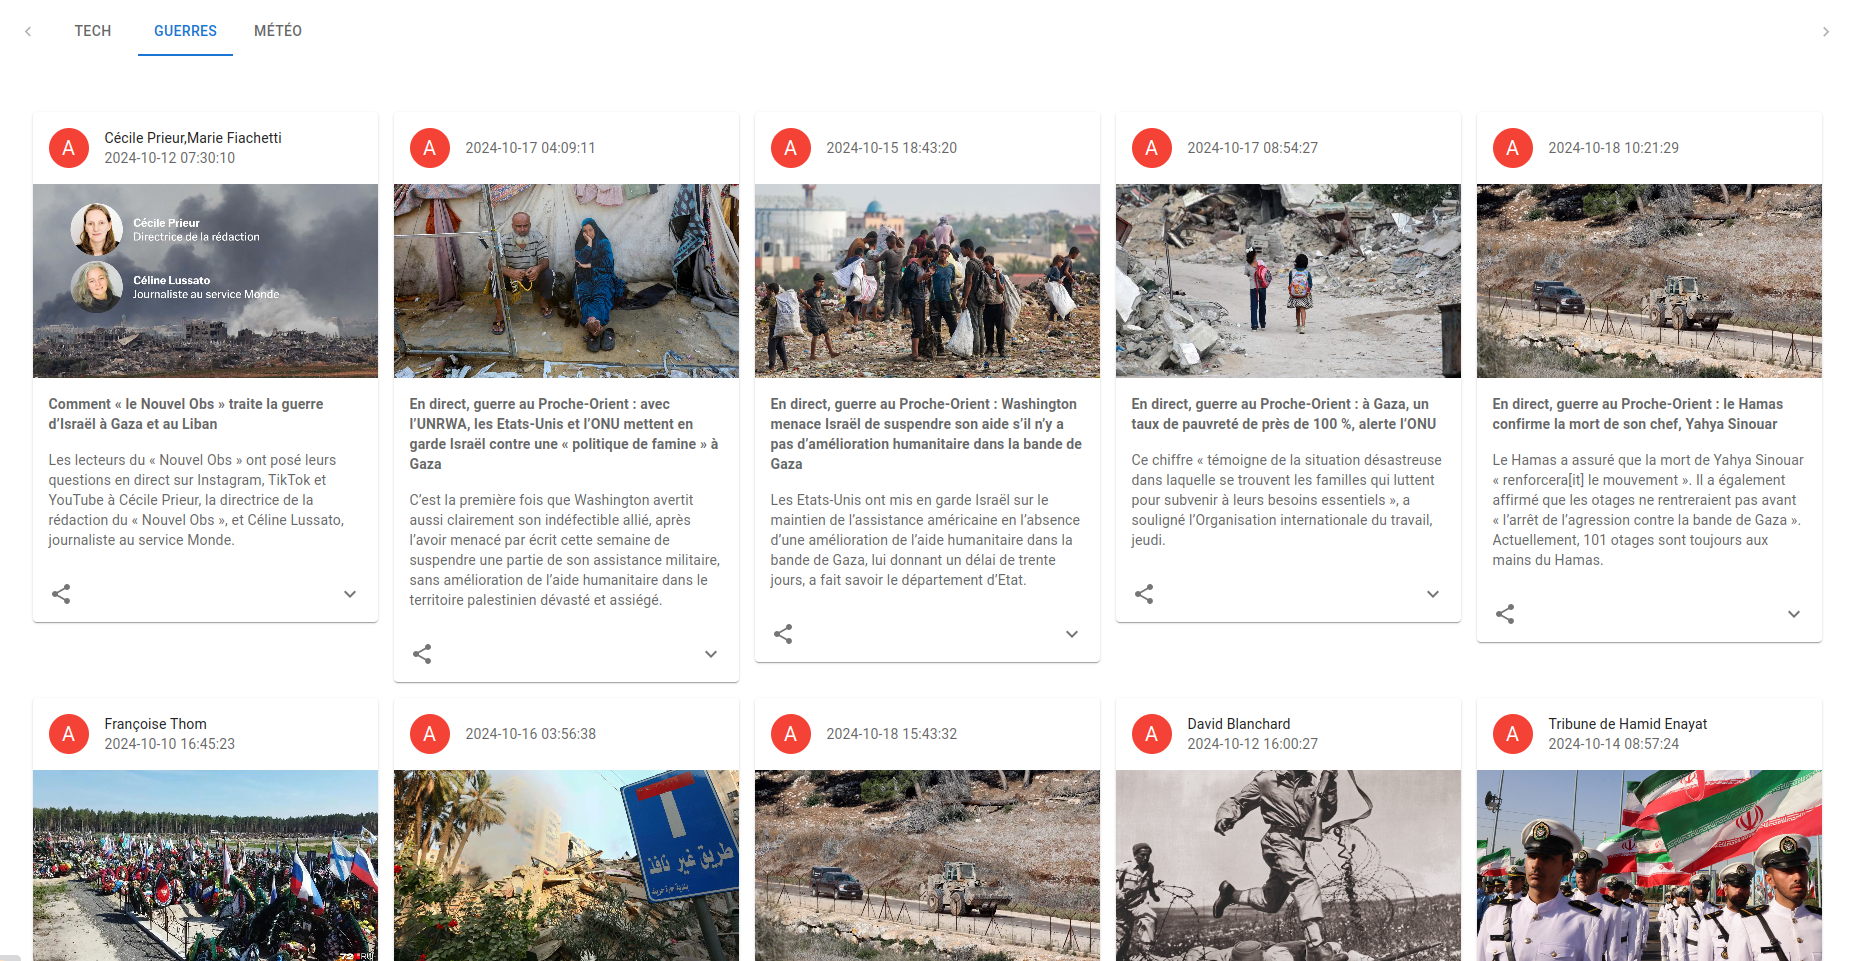 TECH
GUERRES
MÉTÉO
A
Cécile Prieur,Marie Fiachetti
2024-10-12 07:30:10
Cécile Prieur
Directrice de la rédaction
Céline Lussato
Journaliste au service Monde
Comment « le Nouvel Obs » traite la guerre
d’Israël à Gaza et au Liban
Les lecteurs du « Nouvel Obs » ont posé leurs
questions en direct sur Instagram, TikTok et
YouTube à Cécile Prieur, la directrice de la
rédaction du « Nouvel Obs », et Céline Lussato,
journaliste au service Monde.
A
2024-10-17 04:09:11
En direct, guerre au Proche-Orient : avec
l’UNRWA, les Etats-Unis et l’ONU mettent en
garde Israël contre une « politique de famine » à
Gaza
C’est la première fois que Washington avertit
aussi clairement son indéfectible allié, après
l’avoir menacé par écrit cette semaine de
suspendre une partie de son assistance militaire,
sans amélioration de l’aide humanitaire dans le
territoire palestinien dévasté et assiégé.
A
2024-10-15 18:43:20
En direct, guerre au Proche-Orient : Washington
menace Israël de suspendre son aide s’il n’y a
pas d’amélioration humanitaire dans la bande de
Gaza
Les Etats-Unis ont mis en garde Israël sur le
maintien de l’assistance américaine en l’absence
d’une amélioration de l’aide humanitaire dans la
bande de Gaza, lui donnant un délai de trente
jours, a fait savoir le département d’Etat.
A
2024-10-17 08:54:27
En direct, guerre au Proche-Orient : à Gaza, un
taux de pauvreté de près de 100 %, alerte l’ONU
Ce chiffre « témoigne de la situation désastreuse
dans laquelle se trouvent les familles qui luttent
pour subvenir à leurs besoins essentiels », a
souligné l’Organisation internationale du travail,
jeudi.
A
2024-10-18 10:21:29
En direct, guerre au Proche-Orient : le Hamas
confirme la mort de son chef, Yahya Sinouar
Le Hamas a assuré que la mort de Yahya Sinouar
« renforcera[it] le mouvement ». Il a également
affirmé que les otages ne rentreraient pas avant
« l’arrêt de l’agression contre la bande de Gaza ».
Actuellement, 101 otages sont toujours aux
mains du Hamas.
A
Françoise Thom
2024-10-10 16:45:23
72.RU
A
2024-10-16 03:56:38
طريق غير نافذ
A
2024-10-18 15:43:32
A
David Blanchard
2024-10-12 16:00:27
A
Tribune de Hamid Enayat
2024-10-14 08:57:24